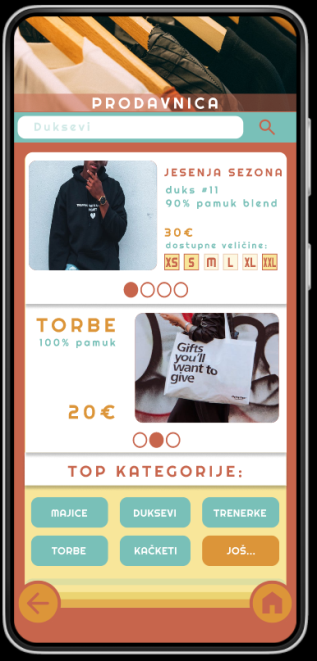 PRODAVNICA
Duksevi
JESENJA SEZONA
duks #11
90% pamuk blend
30€
dostupne veličine:
XS S M L XL XXL
TORBE
100% pamuk
20€
Gifts
you'll
want to
give
TOP KATEGORIJE:
MAJICE DUKSEVI TRENERKE
TORBE KAČKETI JOŠ...